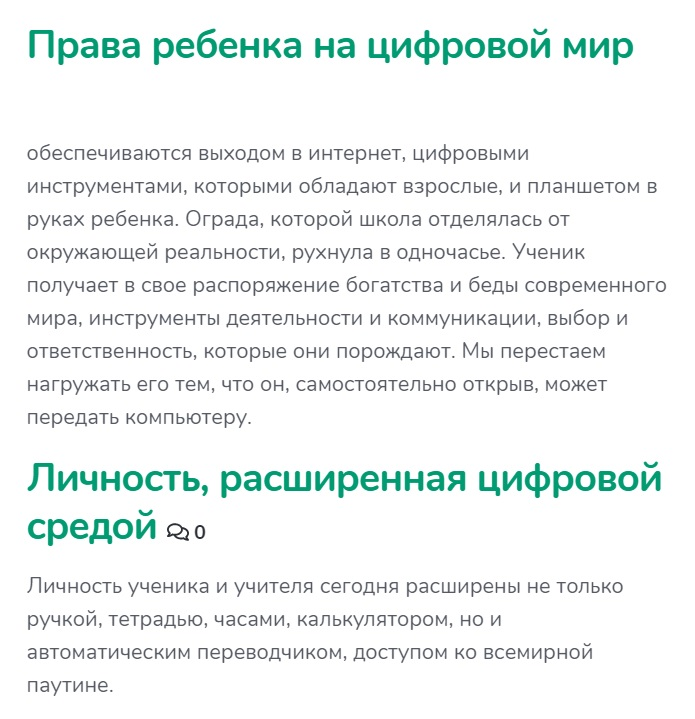 Права ребенка на цифровой мир
обеспечиваются выходом в интернет, цифровыми
инструментами, которыми обладают взрослые, и планшетом в
руках ребенка. Ограда, которой школа отделялась от
окружающей реальности, рухнула в одночасье. Ученик
получает в свое распоряжение богатства и беды современного
мира, инструменты деятельности и коммуникации, выбор и
ответственность, которые они порождают. Мы перестаем
нагружать его тем, что он, самостоятельно открыв, может
передать компьютеру.
Личность, расширенная цифровой
средой 0
Личность ученика и учителя сегодня расширены не только
ручкой, тетрадью, часами, калькулятором, но и
автоматическим переводчиком, доступом ко всемирной
паутине.